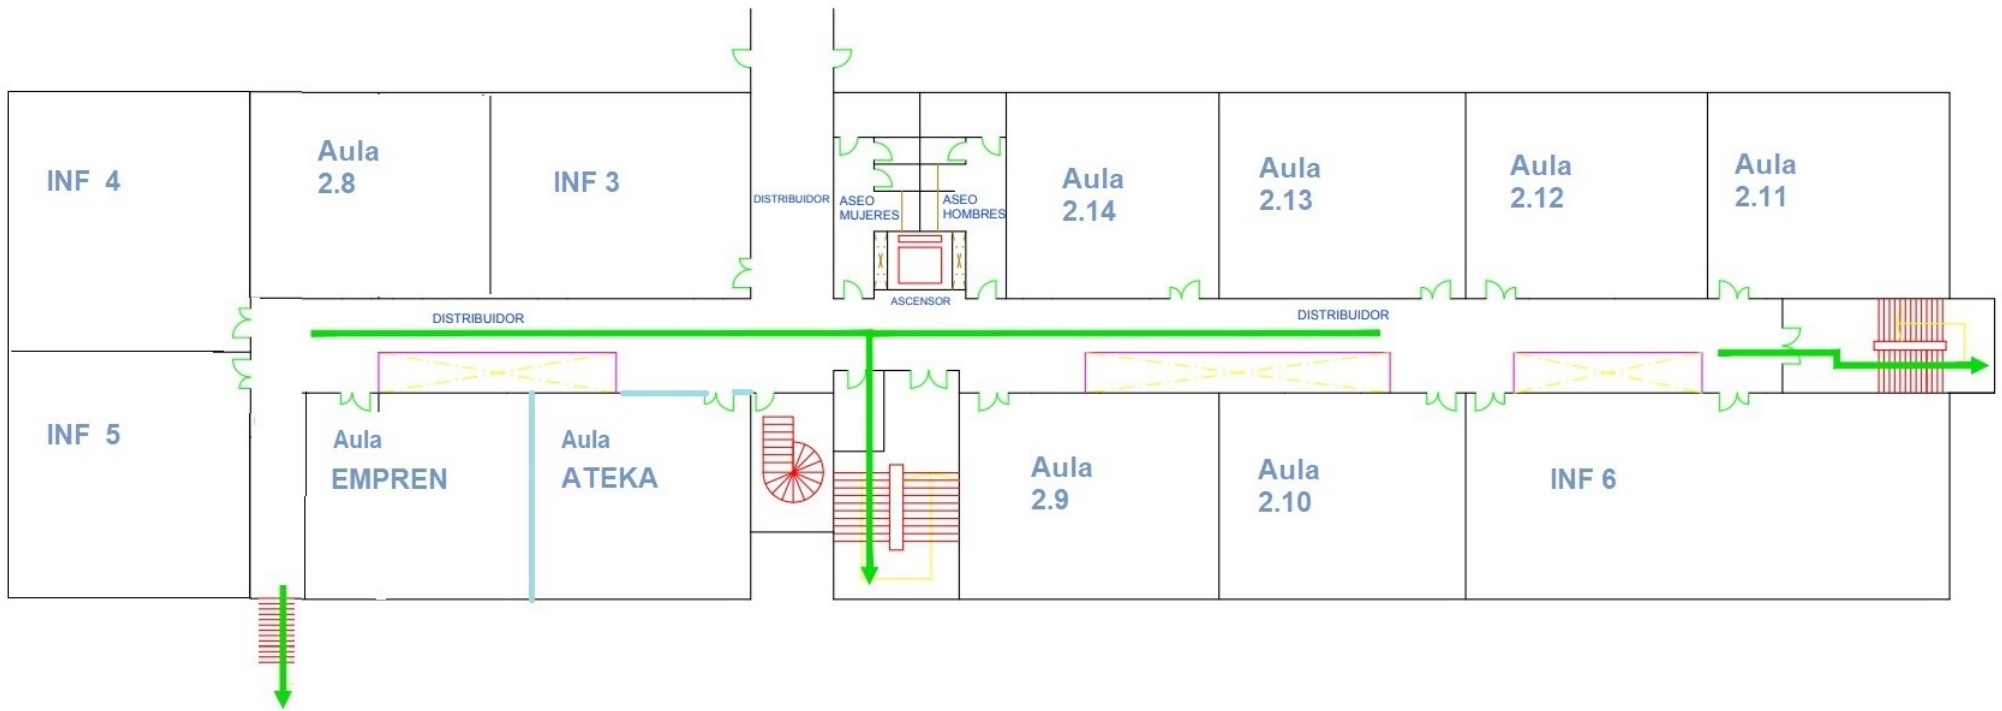 INF 4
Aula
2.8
INF 3
DISTRIBUIDOR
ASEO
MUJERES
ASEO
HOMBRES
Aula
2.14
Aula
2.13
Aula
2.12
Aula
2.11
ASCENSOR
DISTRIBUIDOR
DISTRIBUIDOR
INF 5
Aula
EMPREN
Aula
ATEKA
Aula
2.9
Aula
2.10
INF 6